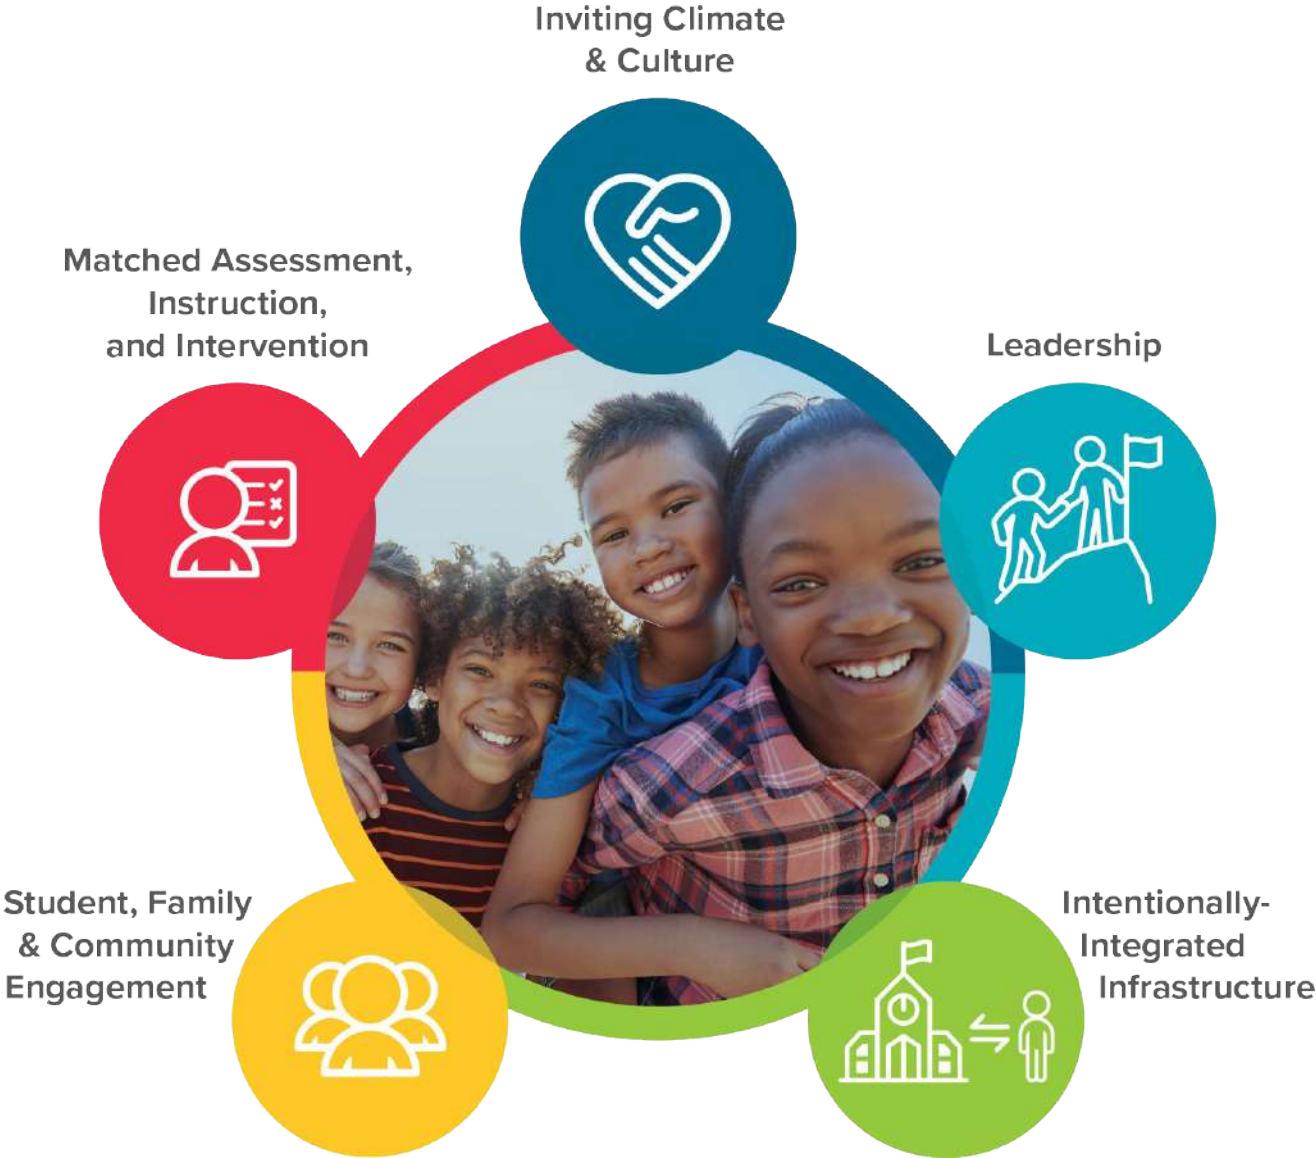 Inviting Climate
& Culture
Matched Assessment,
Instruction,
and Intervention
Leadership
Student, Family
& Community
Engagement
Intentionally-
Integrated
Infrastructure